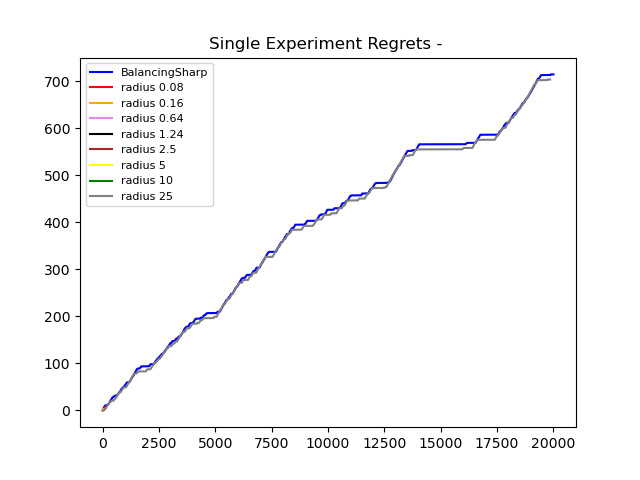 Single Experiment Regrets -
BalancingSharp
radius 0.08
radius 0.16
radius 0.64
radius 1.24
radius 2.5
radius 5
radius 10
radius 25
700
600
500
400
300
200
100
0
0 2500 5000 7500 10000 12500 15000 17500 20000